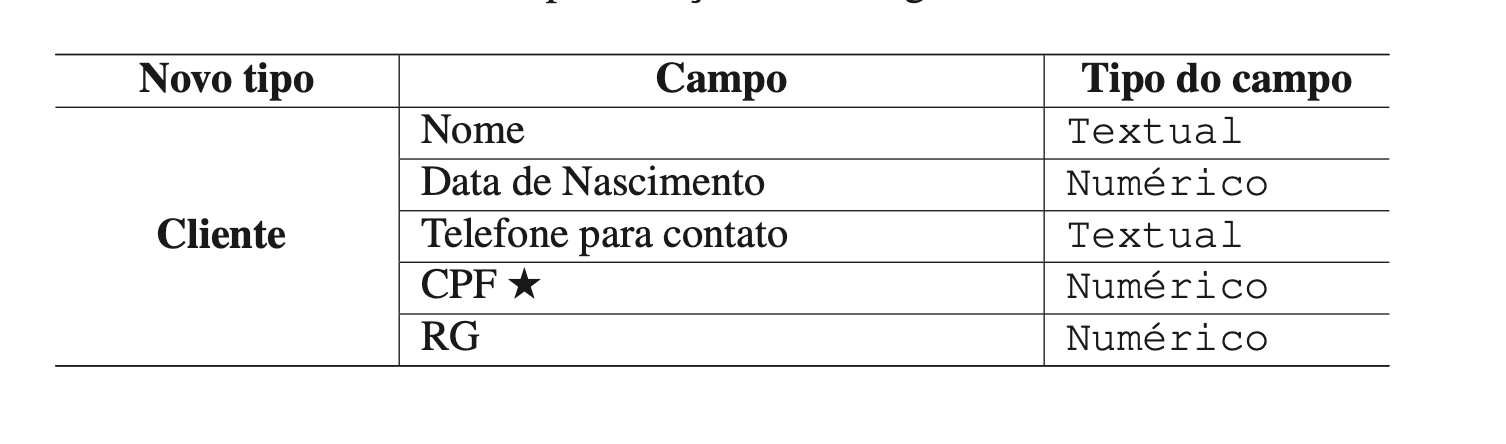 Novo tipo Campo Tipo do campo
Nome Textual
Data de Nascimento Numérico
Cliente Telefone para contato Textual
CPF ★ Numérico
RG Numérico